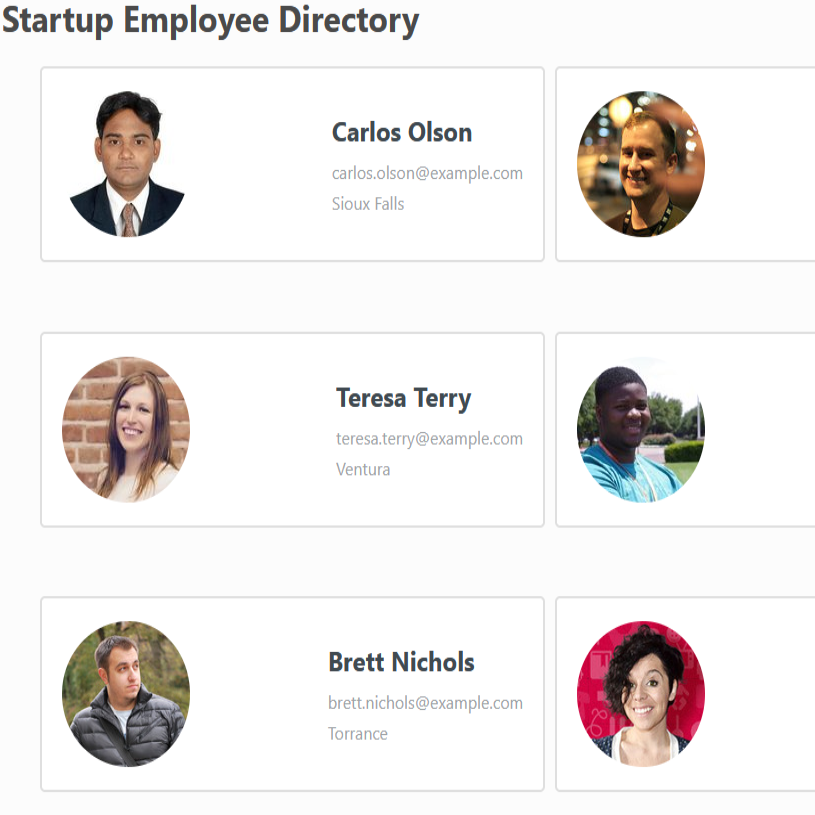 Startup Employee Directory
Carlos Olson
carlos.olson@example.com
Sioux Falls
Teresa Terry
teresa.terry@example.com
Ventura
Brett Nichols
brett.nichols@example.com
Torrance